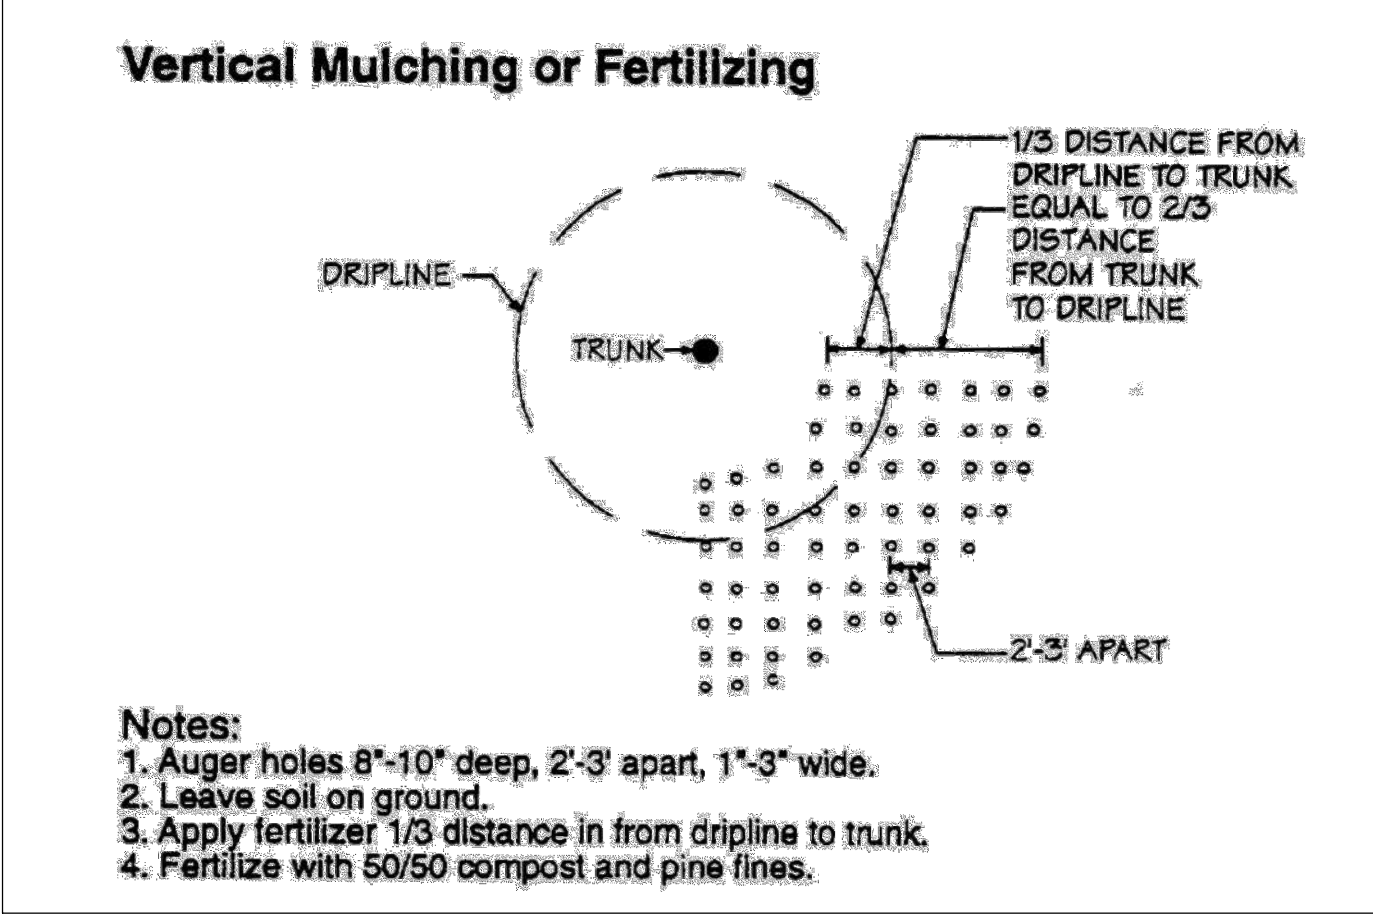 Vertical Mulching or Fertilizing
1/3 DISTANCE FROM
DRIPLINE TO TRUNK
EQUAL TO 2/3
DISTANCE
FROM TRUNK
TO DRIPLINE
DRIPLINE
TRUNK
2'-3' APART
Notes:
1. Auger holes 8"-10" deep, 2'-3' apart, 1"-3" wide.
2. Leave soil on ground.
3. Apply fertilizer 1/3 distance in from dripline to trunk.
4. Fertilize with 50/50 compost and pine fines.